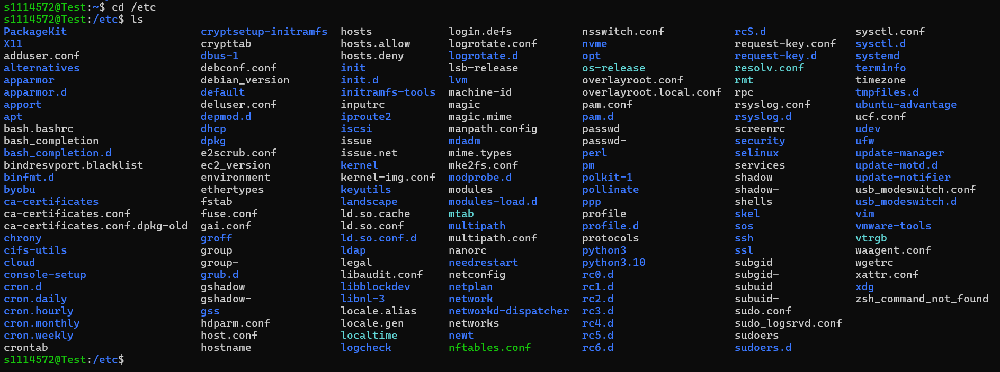 s1114572@Test:~$ cd /etc
s1114572@Test:/etc$ ls
PackageKit cryptsetup-initramfs hosts login.defs nsswitch.conf rcS.d sysctl.conf
X11 crypttab hosts.allow logrotate.conf nvme request-key.conf sysctl.d
adduser.conf dbus-1 hosts.deny logrotate.d opt request-key.d systemd
alternatives debconf.conf init lsb-release os-release resolv.conf terminfo
apparmor debian_version init.d lvm overlayroot.conf rmt timezone
apparmor.d default initramfs-tools machine-id overlayroot.local.conf rpc tmpfiles.d
apport deluser.conf inputrc magic pam.conf rsyslog.conf ubuntu-advantage
apt depmod.d iproute2 magic.mime pam.d rsyslog.d ucf.conf
bash.bashrc dhcp iscsi manpath.config passwd screenrc udev
bash_completion dpkg issue mdadm passwd- security ufw
bash_completion.d e2scrub.conf issue.net mime.types perl selinux update-manager
bindresvport.blacklist ec2_version kernel mke2fs.conf pm services update-motd.d
binfmt.d environment kernel-img.conf modprobe.d polkit-1 shadow update-notifier
byobu ethertypes keyutils modules pollinate shadow- usb_modeswitch.conf
ca-certificates fstab landscape modules-load.d ppp shells usb_modeswitch.d
ca-certificates.conf fuse.conf ld.so.cache mtab profile skel vim
ca-certificates.conf.dpkg-old gai.conf ld.so.conf multipath profile.d sos vmware-tools
chrony groff ld.so.conf.d multipath.conf protocols ssh vtrgb
cifs-utils group ldap nanorc python3 ssl waagent.conf
cloud group- legal needrestart python3.10 subgid wgetrc
console-setup grub.d libaudit.conf netconfig rc0.d subgid- xattr.conf
cron.d gshadow libblockdev netplan rc1.d subuid xdg
cron.daily gshadow- libnl-3 network rc2.d subuid- zsh_command_not_found
cron.hourly gss locale.alias networkd-dispatcher rc3.d sudo.conf
cron.monthly hdparm.conf locale.gen networks rc4.d sudo_logsrvd.conf
cron.weekly host.conf localtime newt rc5.d sudoers
crontab hostname logcheck nftables.conf rc6.d sudoers.d
s1114572@Test:/etc$